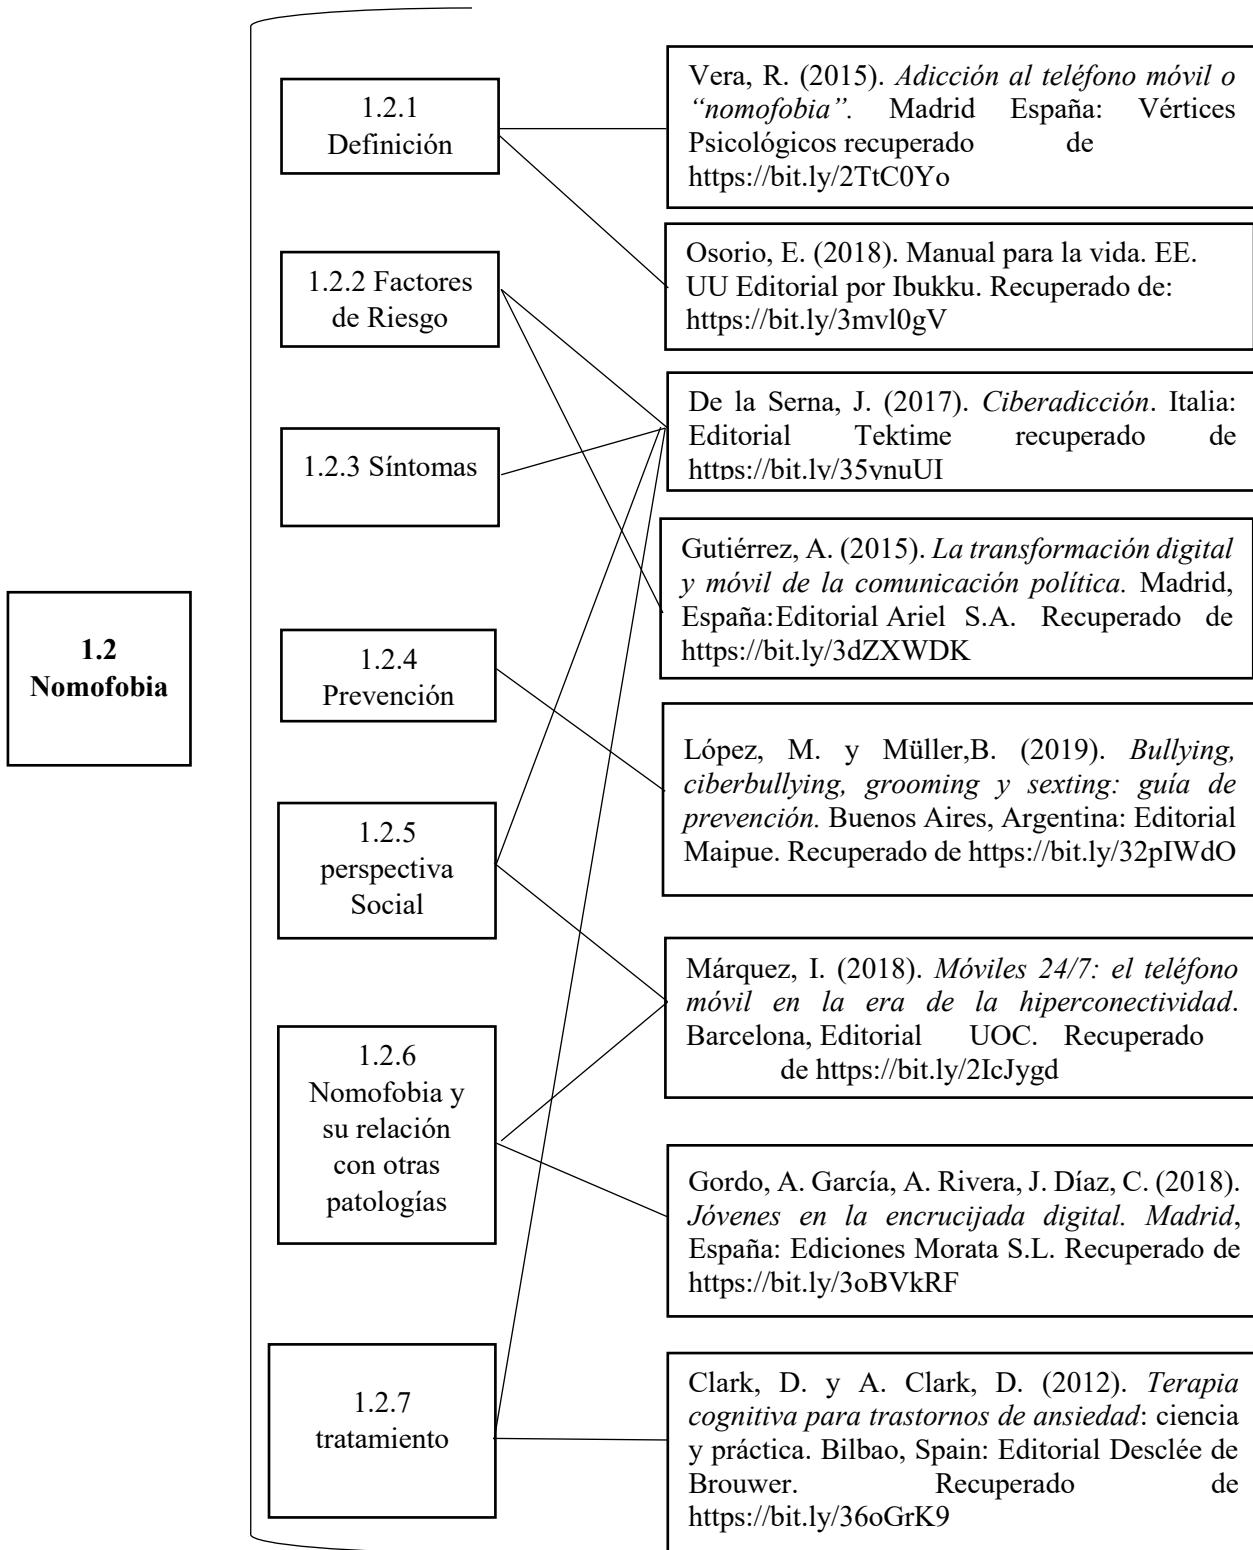 1.2
Nomofobia
1.2.1
Definición
1.2.2 Factores
de Riesgo
1.2.3 Síntomas
1.2.4
Prevención
1.2.5
perspectiva
Social
1.2.6
Nomofobia y
su relación
con otras
patologías
1.2.7
tratamiento
Vera, R. (2015). Adicción al teléfono móvil o
“nomofobia”. Madrid España: Vértices
Psicológicos recuperado de
https://bit.ly/2TtC0Yo
Osorio, E. (2018). Manual para la vida. EE.
UU Editorial por Ibukku. Recuperado de:
https://bit.ly/3mvl0gV
De la Serna, J. (2017). Ciberadicción. Italia:
Editorial Tektime recuperado de
https://bit.ly/35vnuUI
Gutiérrez, A. (2015). La transformación digital
y móvil de la comunicación política. Madrid,
España:Editorial Ariel S.A. Recuperado de
https://bit.ly/3dZXWDK
López, M. y Müller,B. (2019). Bullying,
ciberbullying, grooming y sexting: guía de
prevención. Buenos Aires, Argentina: Editorial
Maipue. Recuperado de https://bit.ly/32pIWdO
Márquez, I. (2018). Móviles 24/7: el teléfono
móvil en la era de la hiperconectividad.
Barcelona, Editorial UOC. Recuperado
de https://bit.ly/2IcJygd
Gordo, A. García, A. Rivera, J. Díaz, C. (2018).
Jóvenes en la encrucijada digital. Madrid,
España: Ediciones Morata S.L. Recuperado de
https://bit.ly/3oBVkRF
Clark, D. y A. Clark, D. (2012). Terapia
cognitiva para trastornos de ansiedad: ciencia
y práctica. Bilbao, Spain: Editorial Desclée de
Brouwer. Recuperado de
https://bit.ly/36oGrK9